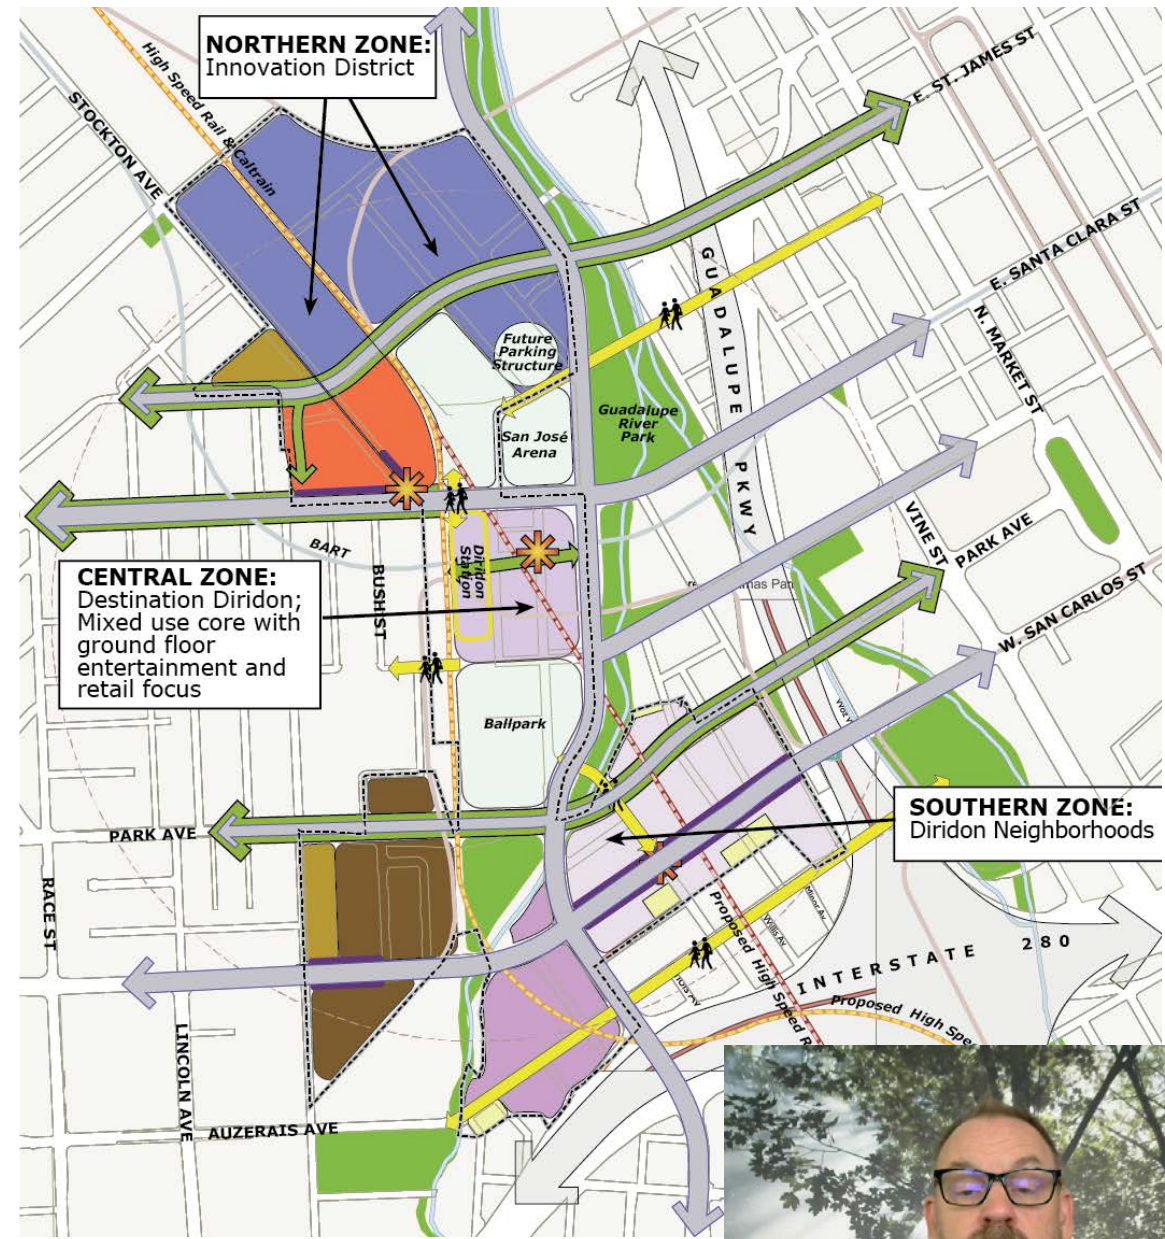 NORTHERN ZONE:
Innovation District
High Speed Rail & Caltrain
STOCKTON AVE
E. ST. JAMES ST
E. SANTA CLARA ST
N. MARKET ST
GUADALUPE PKWY
Future
Parking
Structure
San José
Arena
Guadalupe
River
Park
BART
BUSH ST
Diridon
Station
VINE ST
PARK AVE
W. SAN CARLOS ST
CENTRAL ZONE:
Destination Diridon;
Mixed use core with
ground floor
entertainment and
retail focus
Ballpark
SOUTHERN ZONE:
Diridon Neighborhoods
PARK AVE
RACE ST
LINCOLN AVE
AUZERAIS AVE
Minor Av
Willis Av
INTERSTATE 280
Proposed High Speed R
Proposed High Spe